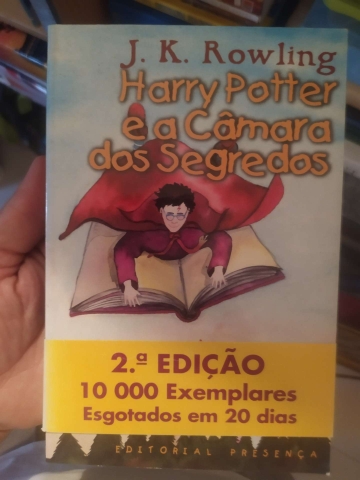 J. K. Rowling
Harry Potter
e a Câmara
dos Segredos
2.ª EDIÇÃO
10 000 Exemplares
Esgotados em 20 dias
EDITORIAL PRESENÇA